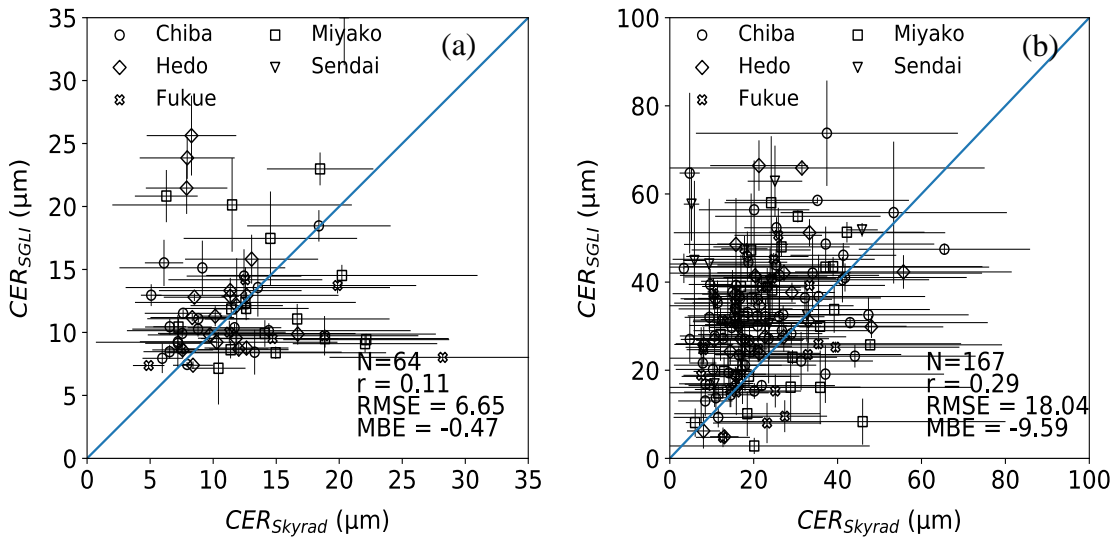 (a)
Chiba
Miyako
Hedo
Sendai
Fukue
35
30
25
20
15
10
5
0
CER_SGLI (μm)
N=64
r = 0.11
RMSE = 6.65
MBE = -0.47
0 5 10 15 20 25 30 35
CER_Skyrad (μm)
(b)
Chiba
Miyako
Hedo
Sendai
Fukue
100
80
60
40
20
0
CER_SGLI (μm)
N=167
r = 0.29
RMSE = 18.04
MBE = -9.59
0 20 40 60 80 100
CER_Skyrad (μm)